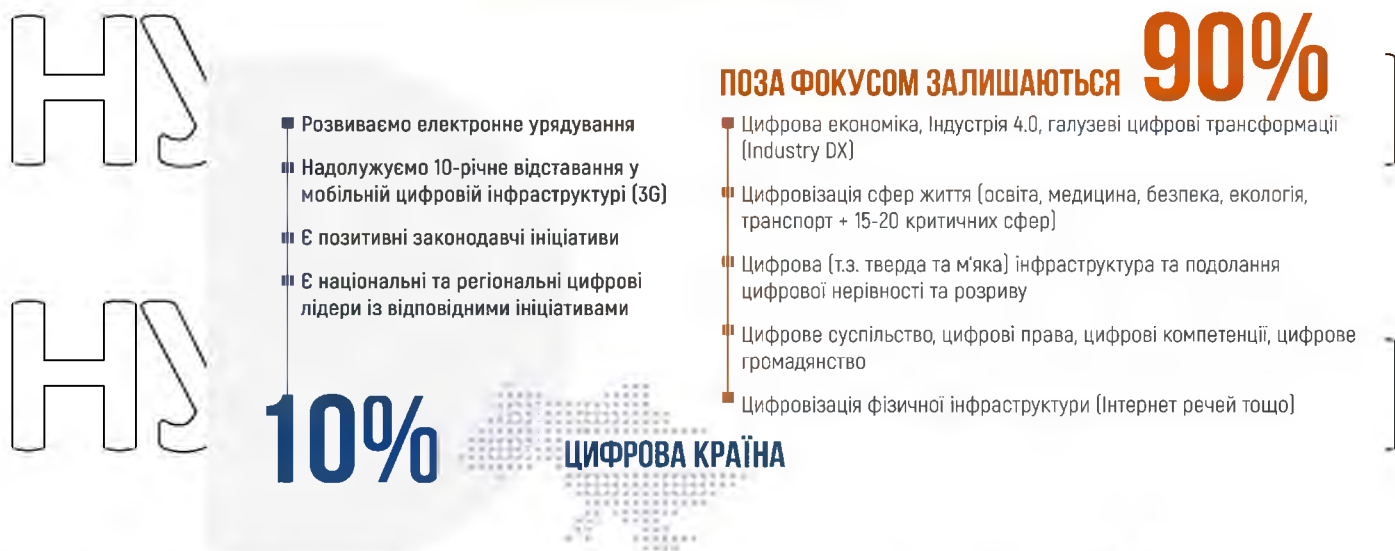 НУ
НУ
Розвиваємо електронне урядування
Надолужуємо 10-річне відставання у
мобільній цифровій інфраструктурі (3G)
Є позитивні законодавчі ініціативи
Є національні та регіональні цифрові
лідери із відповідними ініціативами
10%
ЦИФРОВА КРАЇНА
ПОЗА ФОКУСОМ ЗАЛИШАЮТЬСЯ 90%
Цифрова економіка, Індустрія 4.0, галузеві цифрові трансформації
(Industry DX)
Цифровізація сфер життя (освіта, медицина, безпека, екологія,
транспорт + 15-20 критичних сфер)
Цифрова (т.з. тверда та м'яка) інфраструктура та подолання
цифрової нерівності та розриву
Цифрове суспільство, цифрові права, цифрові компетенції, цифрове
громадянство
Цифровізація фізичної інфраструктури (Інтернет речей тощо)